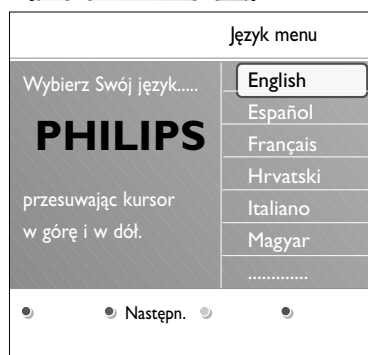 Język menu
Wybierz Swój język.....
PHILIPS
przesuwając kursor
w górę i w dół.
English
Español
Français
Hrvatski
Italiano
Magyar
.............
Następn.